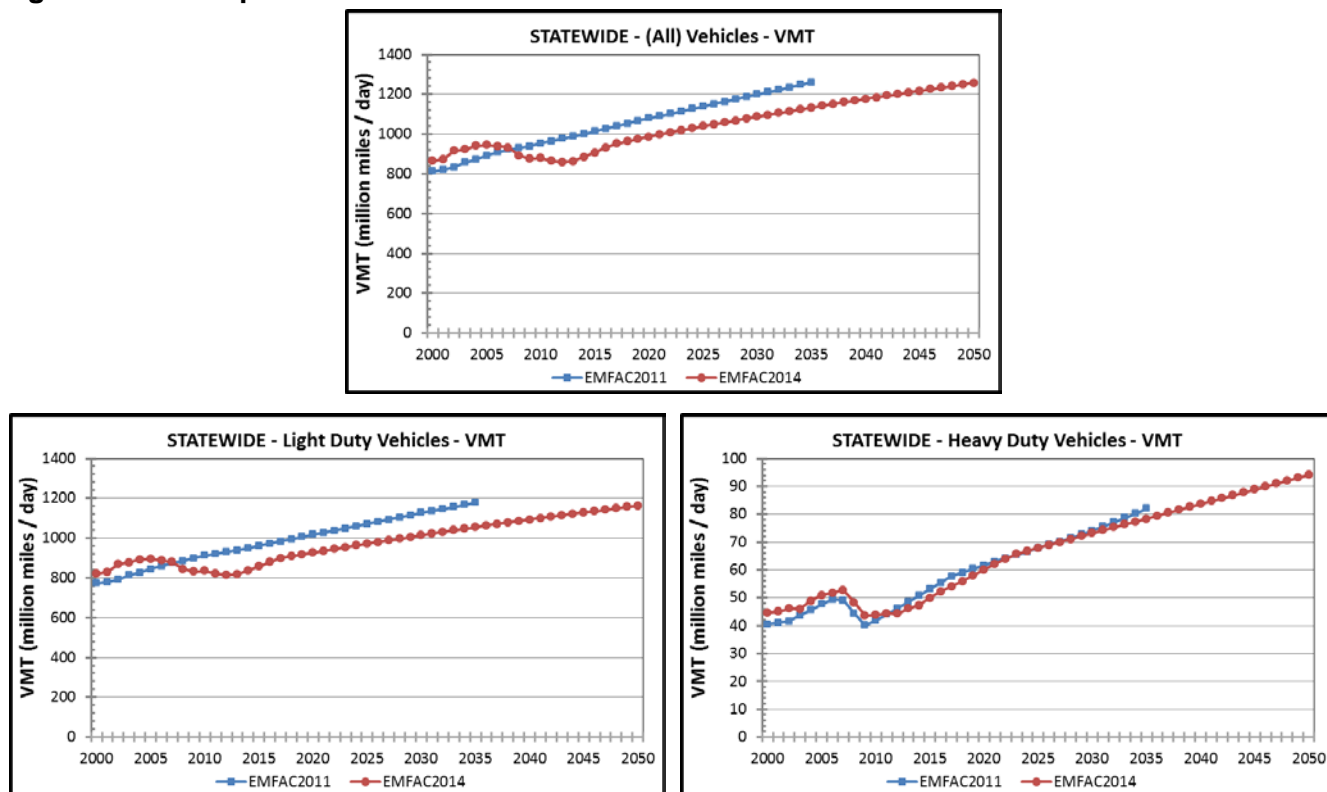 STATEWIDE - (All) Vehicles - VMT
VMT (million miles / day)
1400
1200
1000
800
600
400
200
0
2000 2005 2010 2015 2020 2025 2030 2035 2040 2045 2050
EMFAC2011 EMFAC2014
STATEWIDE - Light Duty Vehicles - VMT
VMT (million miles / day)
1400
1200
1000
800
600
400
200
0
2000 2005 2010 2015 2020 2025 2030 2035 2040 2045 2050
EMFAC2011 EMFAC2014
STATEWIDE - Heavy Duty Vehicles - VMT
VMT (million miles / day)
100
90
80
70
60
50
40
30
20
10
0
2000 2005 2010 2015 2020 2025 2030 2035 2040 2045 2050
EMFAC2011 EMFAC2014